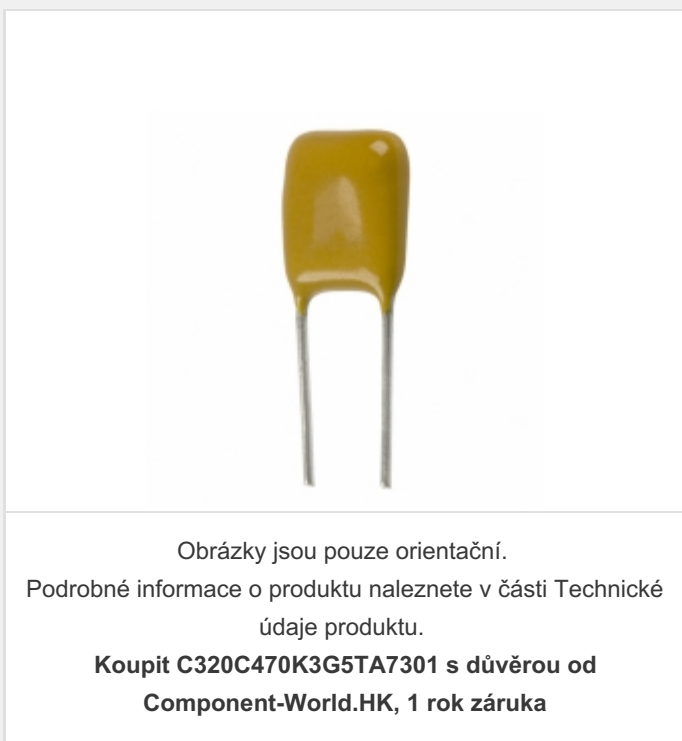 Obrázky jsou pouze orientační.
Podrobné informace o produktu naleznete v části Technické
údaje produktu.
Koupit C320C470K3G5TA7301 s důvěrou od
Component-World.HK, 1 rok záruka